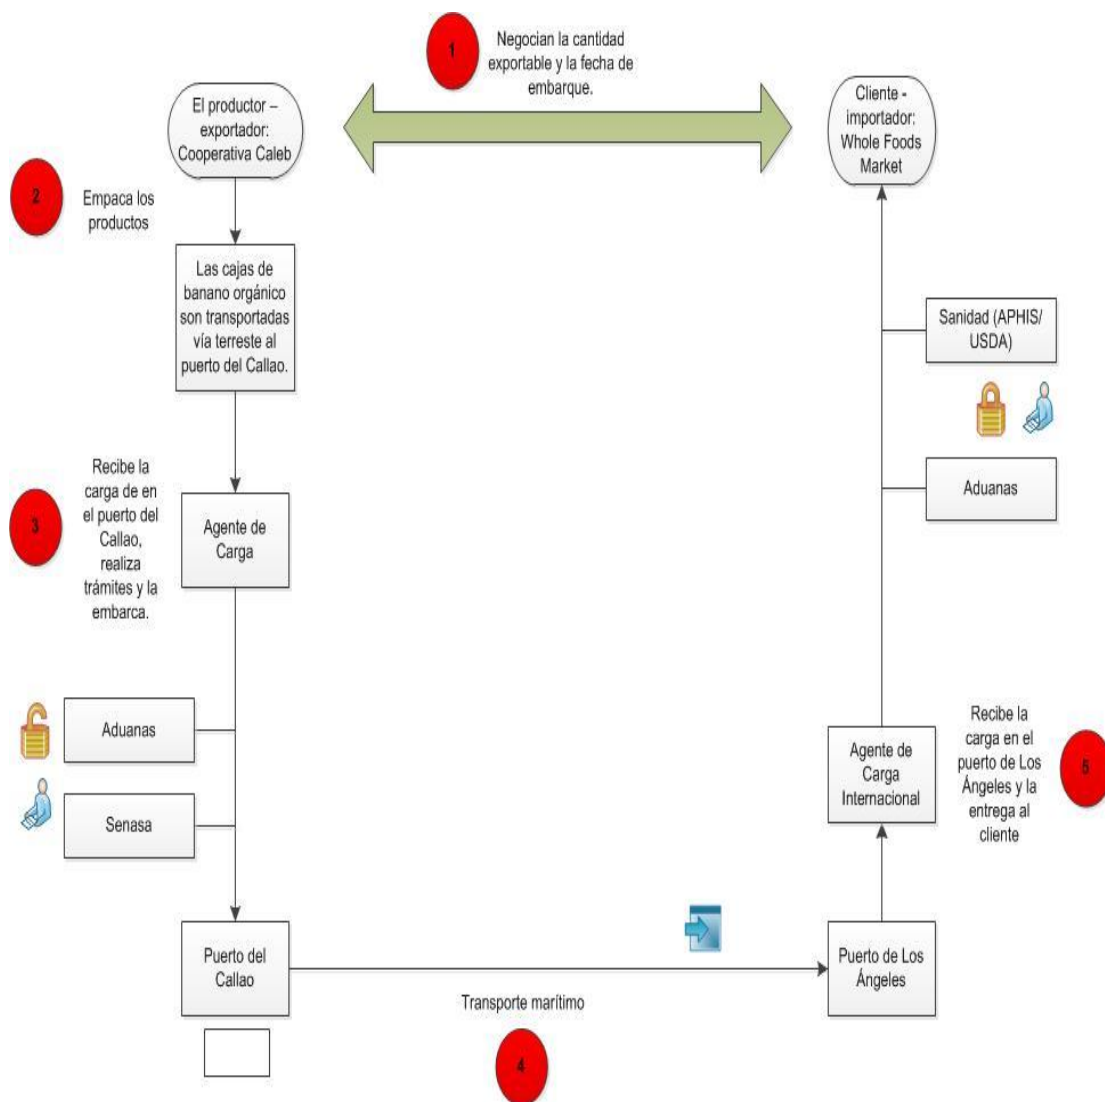 1
Negocian la cantidad
exportable y la fecha de
embarque.
El productor –
exportador:
Cooperativa Caleb
Cliente -
importador:
Whole Foods
Market
2
Empaca los
productos
Las cajas de
banano orgánico
son transportadas
vía terreste al
puerto del Callao.
Sanidad (APHIS/
USDA)
Aduanas
3
Recibe la
carga de en
el puerto del
Callao,
realiza
trámites y la
embarca.
Agente de
Carga
Aduanas
Senasa
Agente de
Carga
Internacional
Recibe la
carga en el
puerto de Los
Ángeles y la
entrega al
cliente
5
Puerto del
Callao
Puerto de Los
Ángeles
Transporte marítimo
4